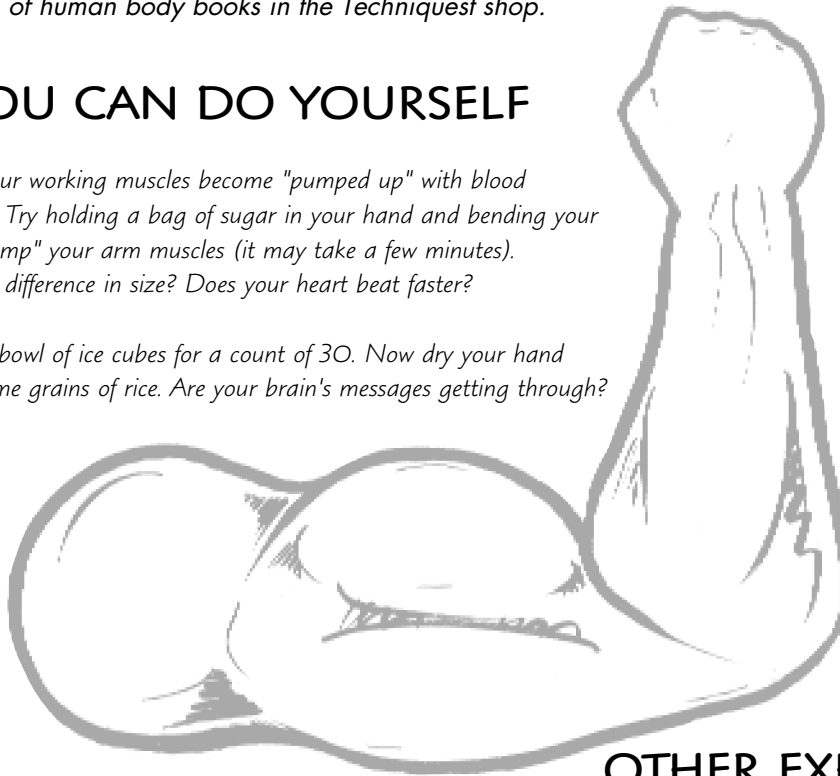 of human body books in the Techniquest shop.
OU CAN DO YOURSELF
ur working muscles become "pumped up" with blood
Try holding a bag of sugar in your hand and bending your
mp" your arm muscles (it may take a few minutes).
difference in size? Does your heart beat faster?
bowl of ice cubes for a count of 30. Now dry your hand
me grains of rice. Are your brain's messages getting through?
OTHER EX